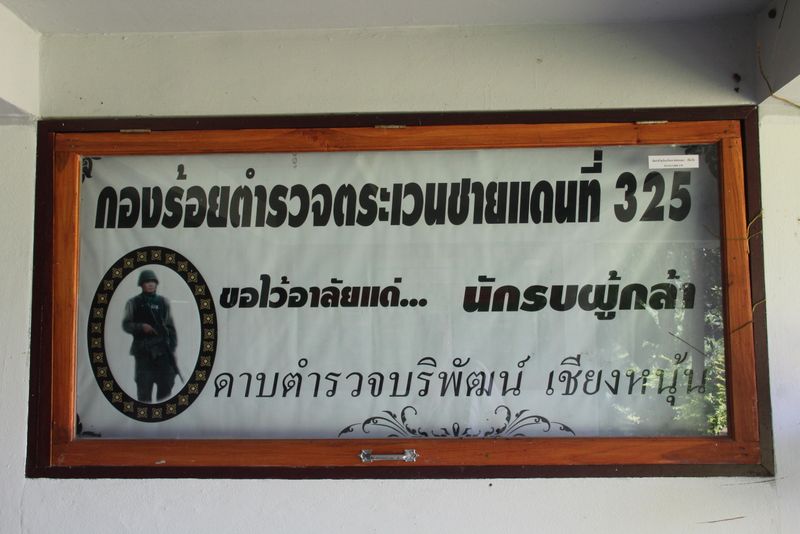 กองร้อยตำรวจตระเวนชายแดนที่ 325
ขอไว้อาลัยแด่... นักรบผู้กล้า
ดาบตำรวจบริพัฒน์ เชียงหนุ้น